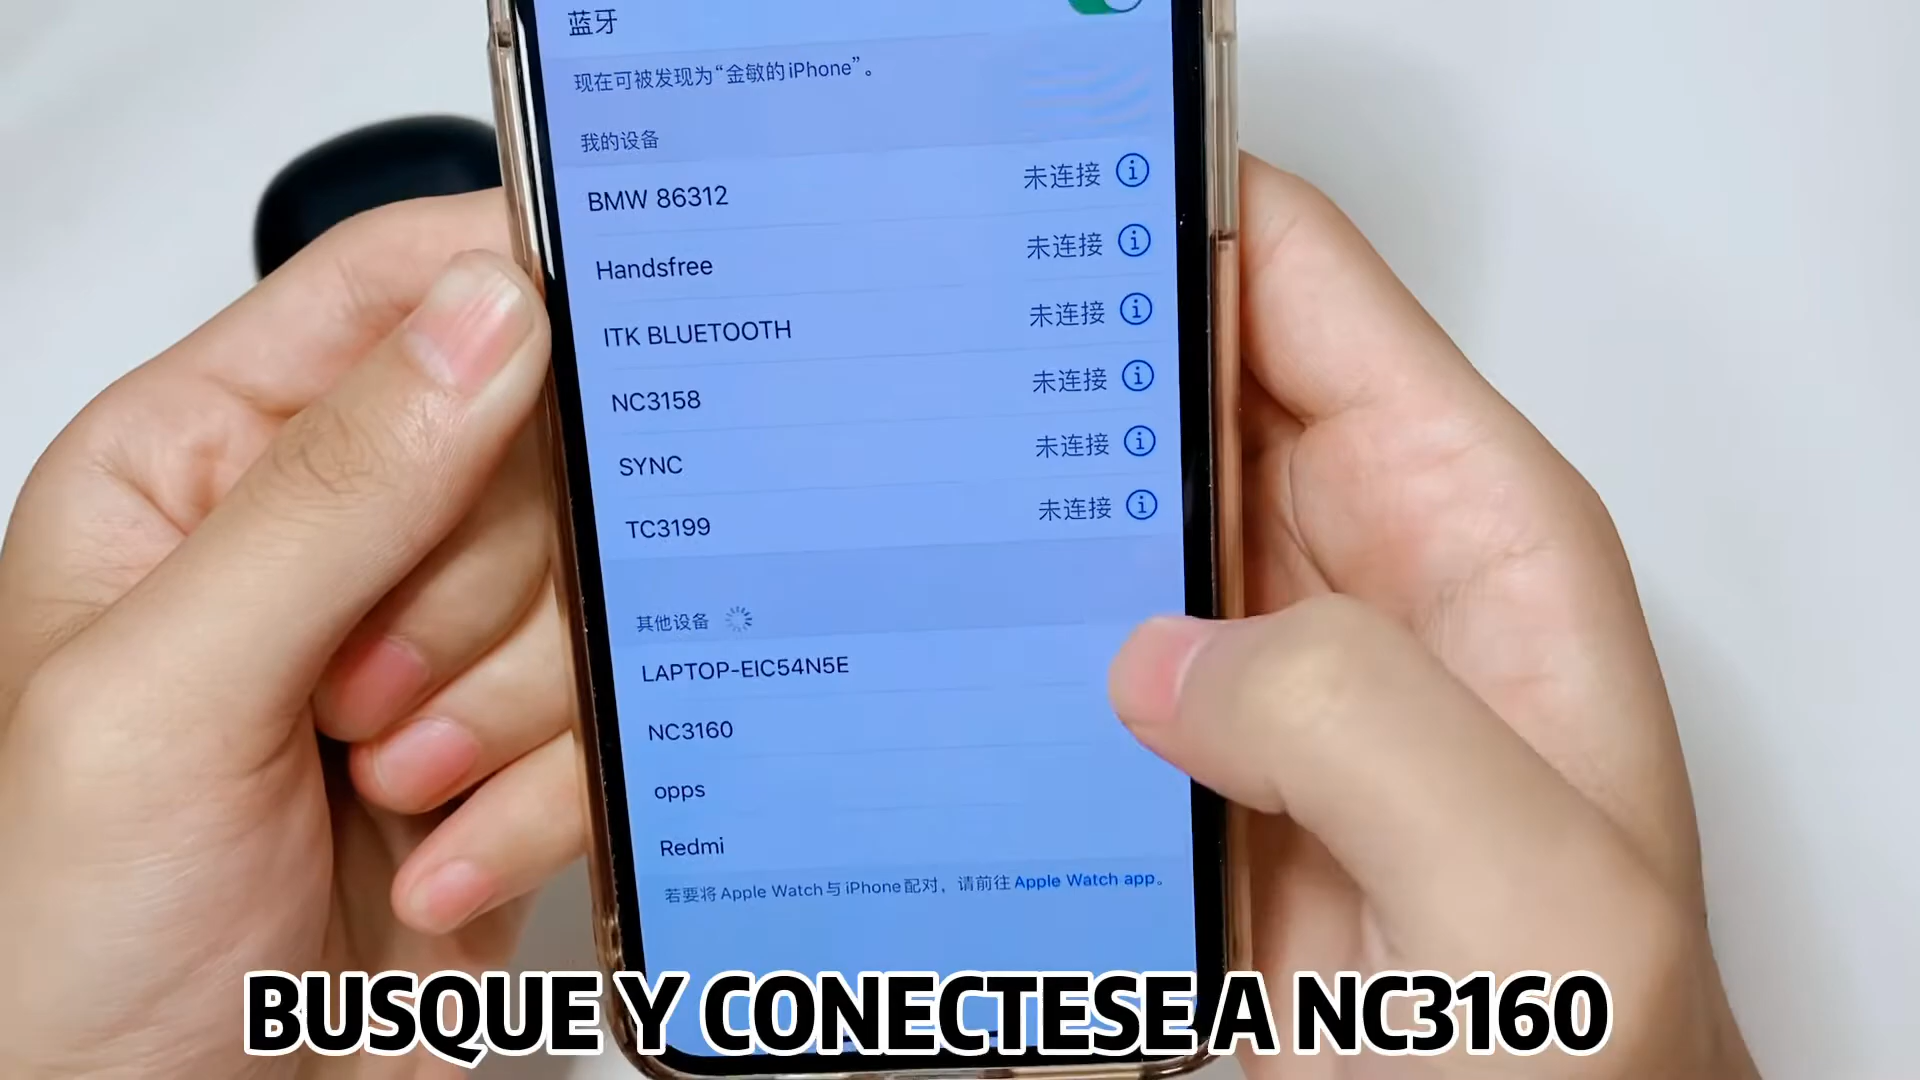 蓝牙
现在可被发现为“金敏的iPhone”。
我的设备
BMW 86312 未连接
Handsfree 未连接
ITK BLUETOOTH 未连接
NC3158 未连接
SYNC 未连接
TC3199 未连接
其他设备
LAPTOP-EIC54N5E
NC3160
opps
Redmi
若要将Apple Watch与iPhone配对，请前往Apple Watch app。
BUSQUE Y CONECTESE A NC3160